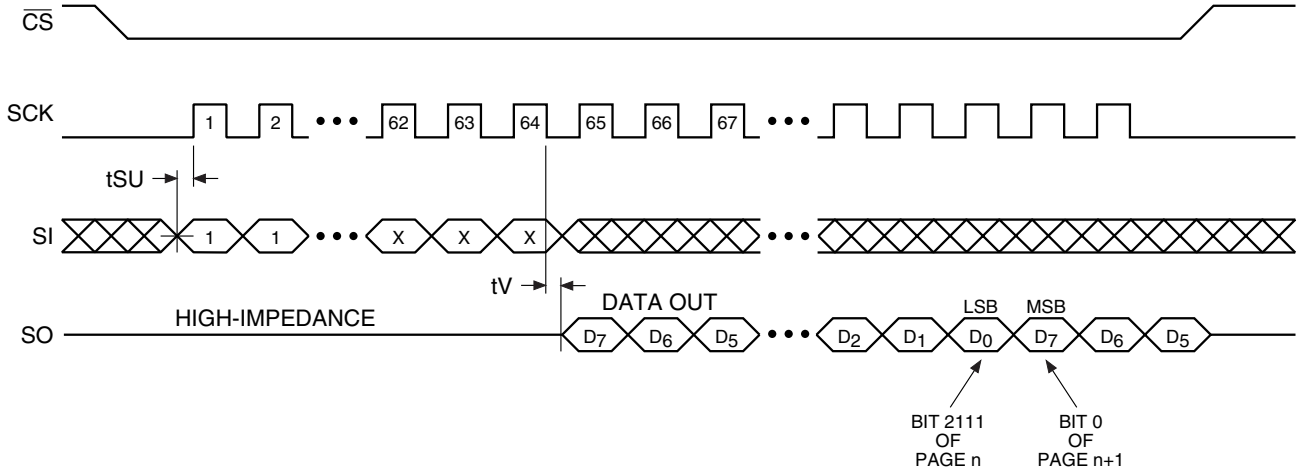 CS
SCK
1 2 ••• 62 63 64 65 66 67 •••
tSU
SI
1 1 ••• X X X •••
tV
DATA OUT
HIGH-IMPEDANCE
LSB MSB
SO
D7 D6 D5 ••• D2 D1 D0 D7 D6 D5
BIT 2111
OF
PAGE n
BIT 0
OF
PAGE n+1